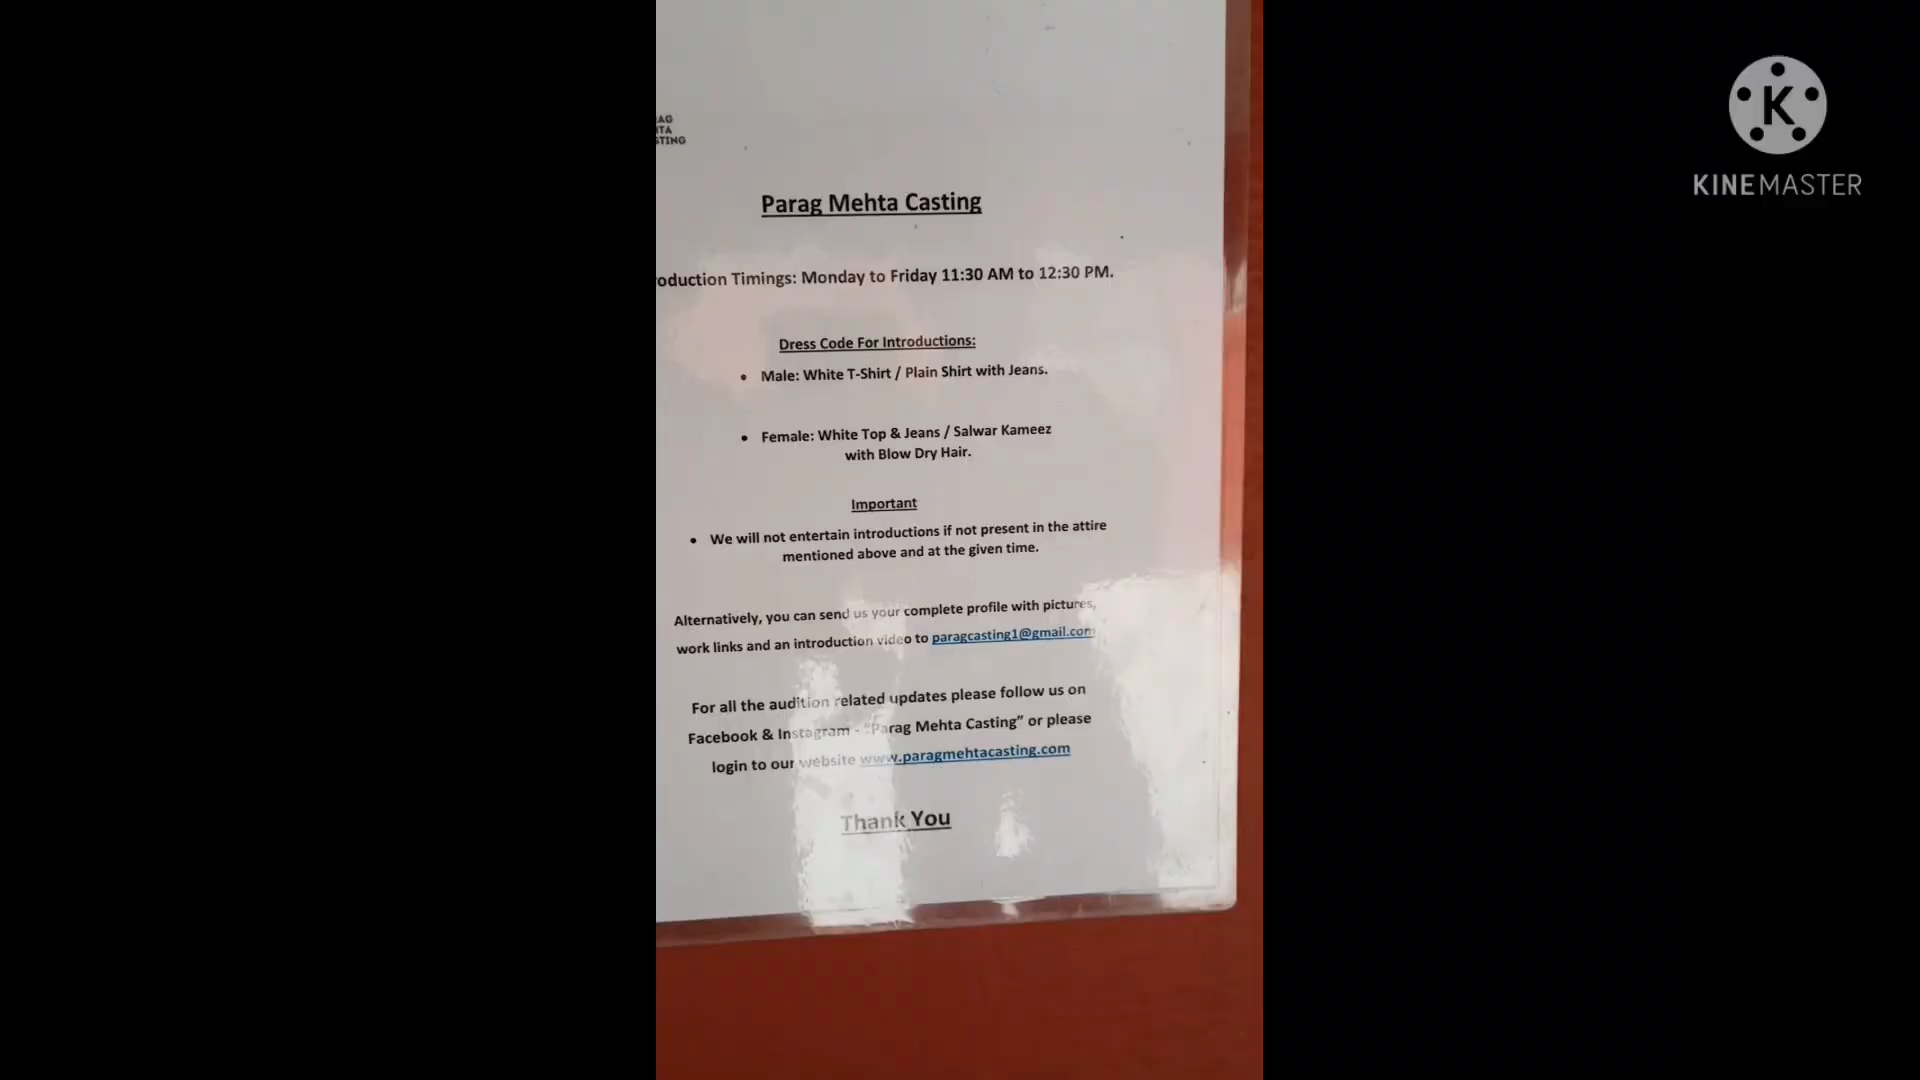 AG
TA
STING
Parag Mehta Casting
oduction Timings: Monday to Friday 11:30 AM to 12:30 PM.
Dress Code For Introductions:
• Male: White T-Shirt / Plain Shirt with Jeans.
• Female: White Top & Jeans / Salwar Kameez
with Blow Dry Hair.
Important
• We will not entertain introductions if not present in the attire
mentioned above and at the given time.
Alternatively, you can send us your complete profile with pictures,
work links and an introduction video to paragcasting1@gmail.com
For all the audition related updates please follow us on
Facebook & Instagram - "Parag Mehta Casting" or please
login to our website www.paragmehtacasting.com
Thank You
K
KINEMASTER